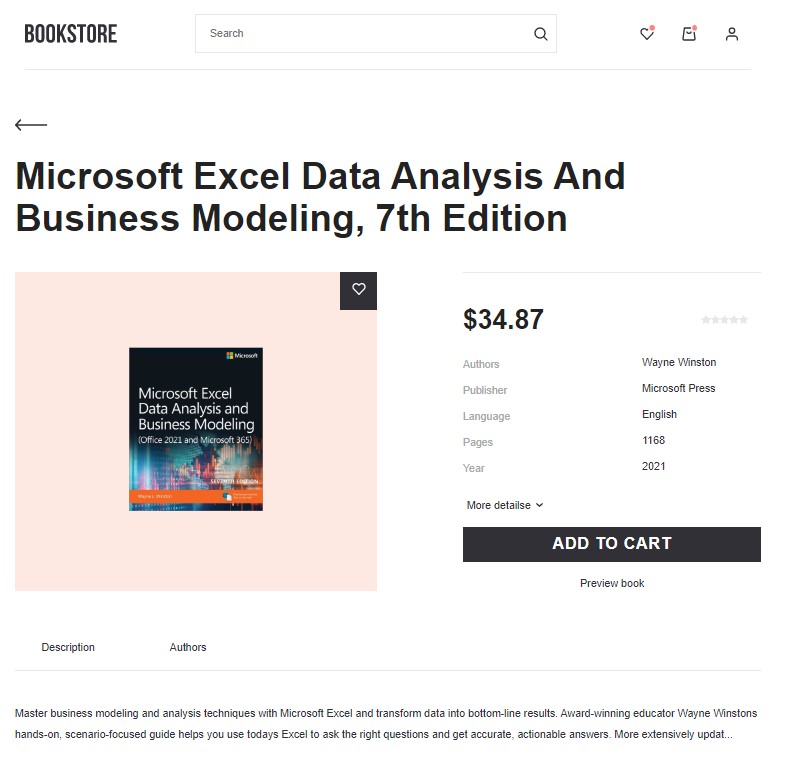 BOOKSTORE
Search
Microsoft Excel Data Analysis And
Business Modeling, 7th Edition
Microsoft
Microsoft Excel
Data Analysis and
Business Modeling
(Office 2021 and Microsoft 365)
SEVENTH EDITION
Wayne L. Winston
$34.87
Authors Wayne Winston
Publisher Microsoft Press
Language English
Pages 1168
Year 2021
More detailse
ADD TO CART
Preview book
Description Authors
Master business modeling and analysis techniques with Microsoft Excel and transform data into bottom-line results. Award-winning educator Wayne Winstons
hands-on, scenario-focused guide helps you use todays Excel to ask the right questions and get accurate, actionable answers. More extensively updat...